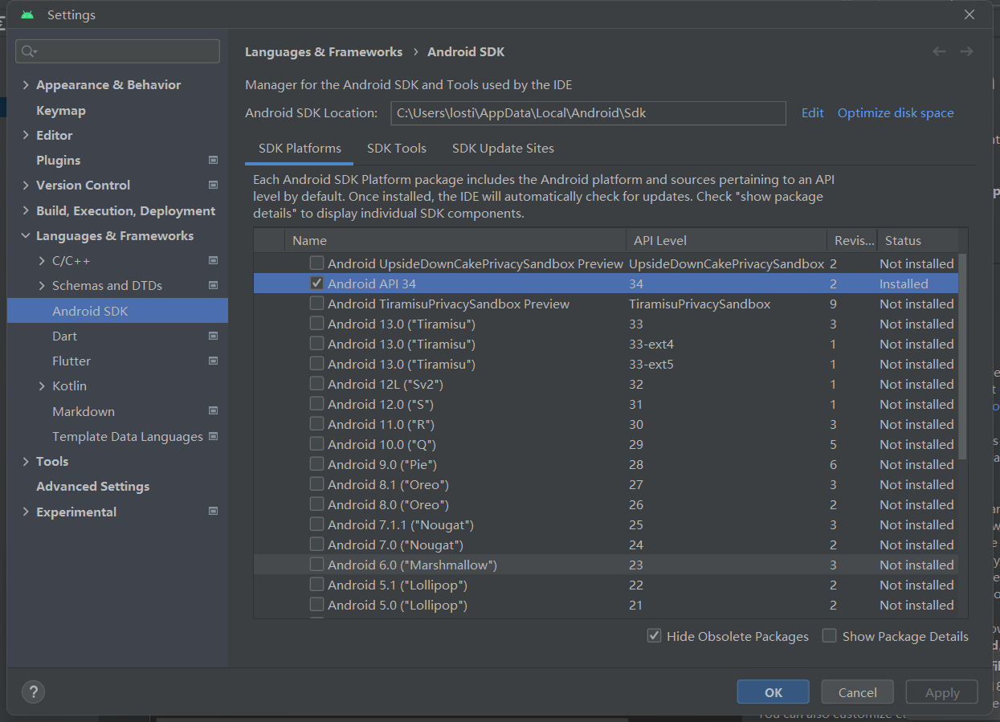 Settings
Appearance & Behavior
Keymap
Editor
Plugins
Version Control
Build, Execution, Deployment
Languages & Frameworks
C/C++
Schemas and DTDs
Android SDK
Dart
Flutter
Kotlin
Markdown
Template Data Languages
Tools
Advanced Settings
Experimental
Languages & Frameworks › Android SDK
Manager for the Android SDK and Tools used by the IDE
Android SDK Location: C:\Users\losti\AppData\Local\Android\Sdk Edit Optimize disk space
SDK Platforms SDK Tools SDK Update Sites
Each Android SDK Platform package includes the Android platform and sources pertaining to an API
level by default. Once installed, the IDE will automatically check for updates. Check "show package
details" to display individual SDK components.
Name API Level Revis... Status
Android UpsideDownCakePrivacySandbox Preview UpsideDownCakePrivacySandbox 2 Not installed
Android API 34 34 2 Installed
Android TiramisuPrivacySandbox Preview TiramisuPrivacySandbox 9 Not installed
Android 13.0 ("Tiramisu") 33 3 Not installed
Android 13.0 ("Tiramisu") 33-ext4 1 Not installed
Android 13.0 ("Tiramisu") 33-ext5 1 Not installed
Android 12L ("Sv2") 32 1 Not installed
Android 12.0 ("S") 31 1 Not installed
Android 11.0 ("R") 30 3 Not installed
Android 10.0 ("Q") 29 5 Not installed
Android 9.0 ("Pie") 28 6 Not installed
Android 8.1 ("Oreo") 27 3 Not installed
Android 8.0 ("Oreo") 26 2 Not installed
Android 7.1.1 ("Nougat") 25 3 Not installed
Android 7.0 ("Nougat") 24 2 Not installed
Android 6.0 ("Marshmallow") 23 3 Not installed
Android 5.1 ("Lollipop") 22 2 Not installed
Android 5.0 ("Lollipop") 21 2 Not installed
Hide Obsolete Packages Show Package Details
? OK Cancel Apply